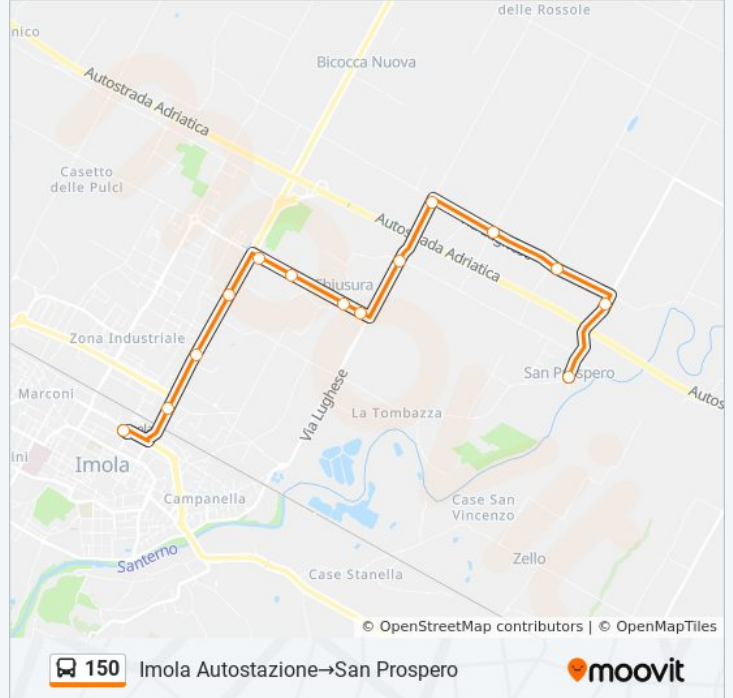 delle Rossole
nico
Bicocca Nuova
Autostrada Adriatica
Casetto
delle Pulci
Autostrada Adriatica
Chiusura
Zona Industriale
San Prospero
Marconi
Autos
Via Lughese
La Tombazza
ini
Imola
Campanella
Case San
Vincenzo
Santerno
Zello
Case Stanella
© OpenStreetMap contributors | © OpenMapTiles
150 Imola Autostazione→San Prospero
moovit